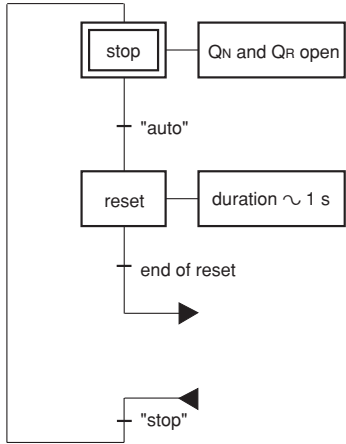 stop
QN and QR open
"auto"
reset
duration ∿ 1 s
end of reset
"stop"